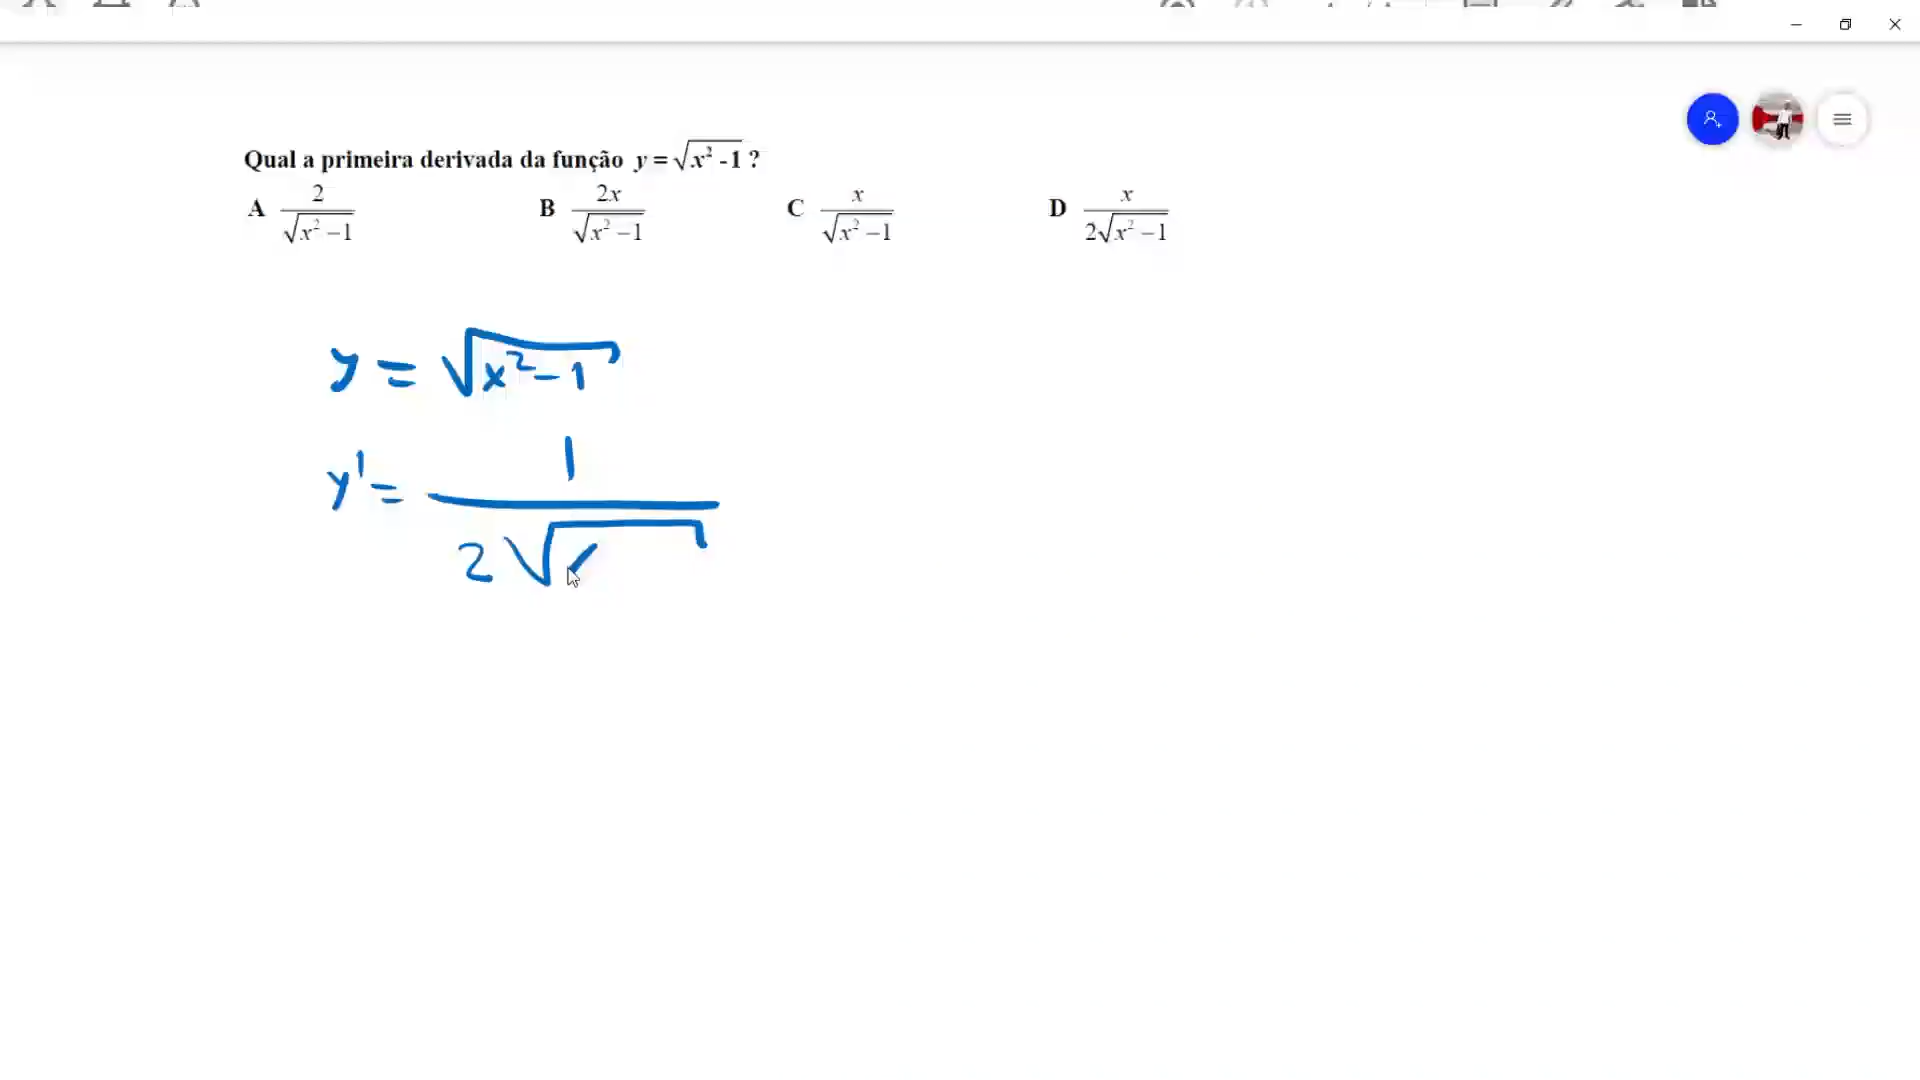 Qual a primeira derivada da função y = √(x² -1) ?
A 2/√(x² −1) B 2x/√(x² −1) C x/√(x² −1) D x/(2√(x² −1))
y = √(x²−1)
y' = 1/(2√